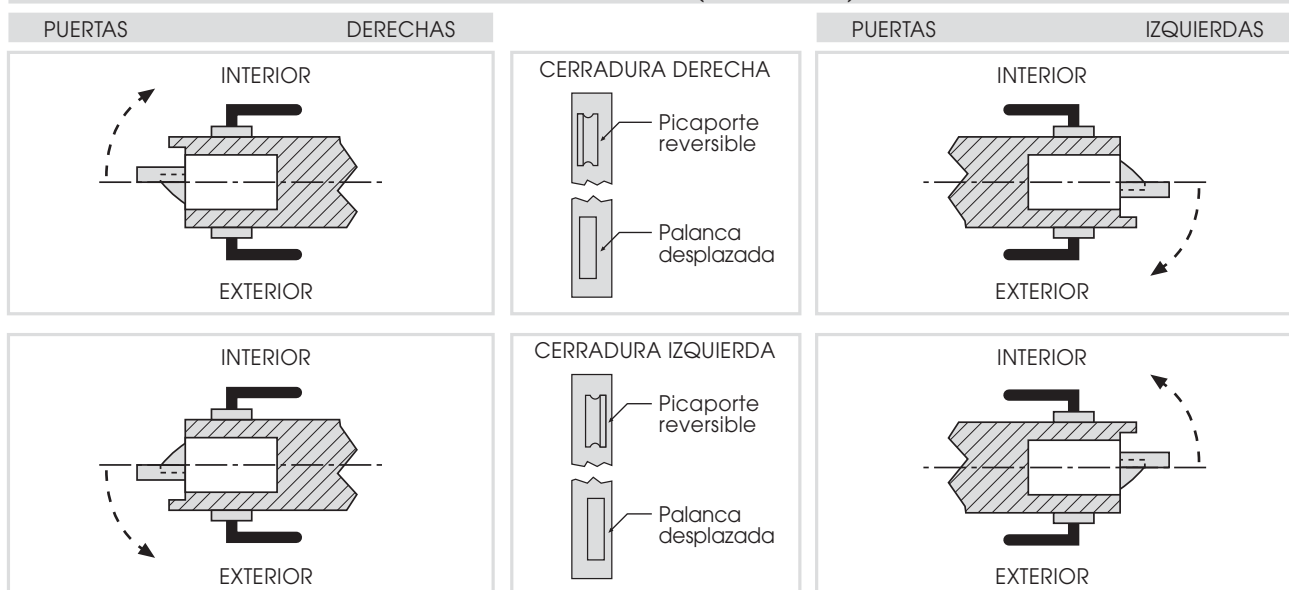 PUERTAS DERECHAS
PUERTAS IZQUIERDAS
INTERIOR
EXTERIOR
CERRADURA DERECHA
Picaporte
reversible
Palanca
desplazada
INTERIOR
EXTERIOR
INTERIOR
EXTERIOR
CERRADURA IZQUIERDA
Picaporte
reversible
Palanca
desplazada
INTERIOR
EXTERIOR